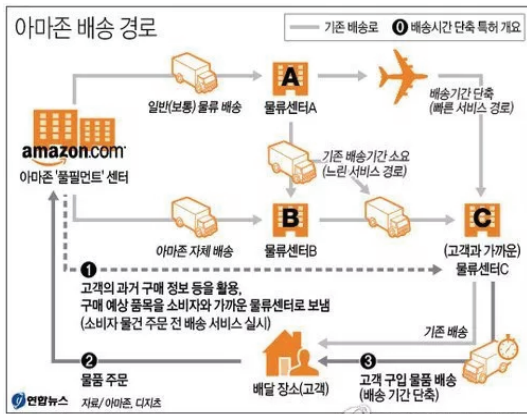 아마존 배송 경로
기존 배송로
0 배송시간 단축 특허 개요
A
일반(보통) 물류 배송
물류센터A
배송기간 단축
(빠른 서비스 경로)
amazon.com
아마존 '풀필먼트' 센터
기존 배송기간 소요
(느린 서비스 경로)
B
C
아마존 자체 배송
물류센터B
(고객과 가까운)
물류센터C
1
고객의 과거 구매 정보 등을 활용,
구매 예상 품목을 소비자와 가까운 물류센터로 보냄
(소비자 물건 주문 전 배송 서비스 실시)
기존 배송
2
물품 주문
배달 장소(고객)
3
고객 구입 물품 배송
(배송 기간 단축)
연합뉴스
자료/ 아마존, 디지츠